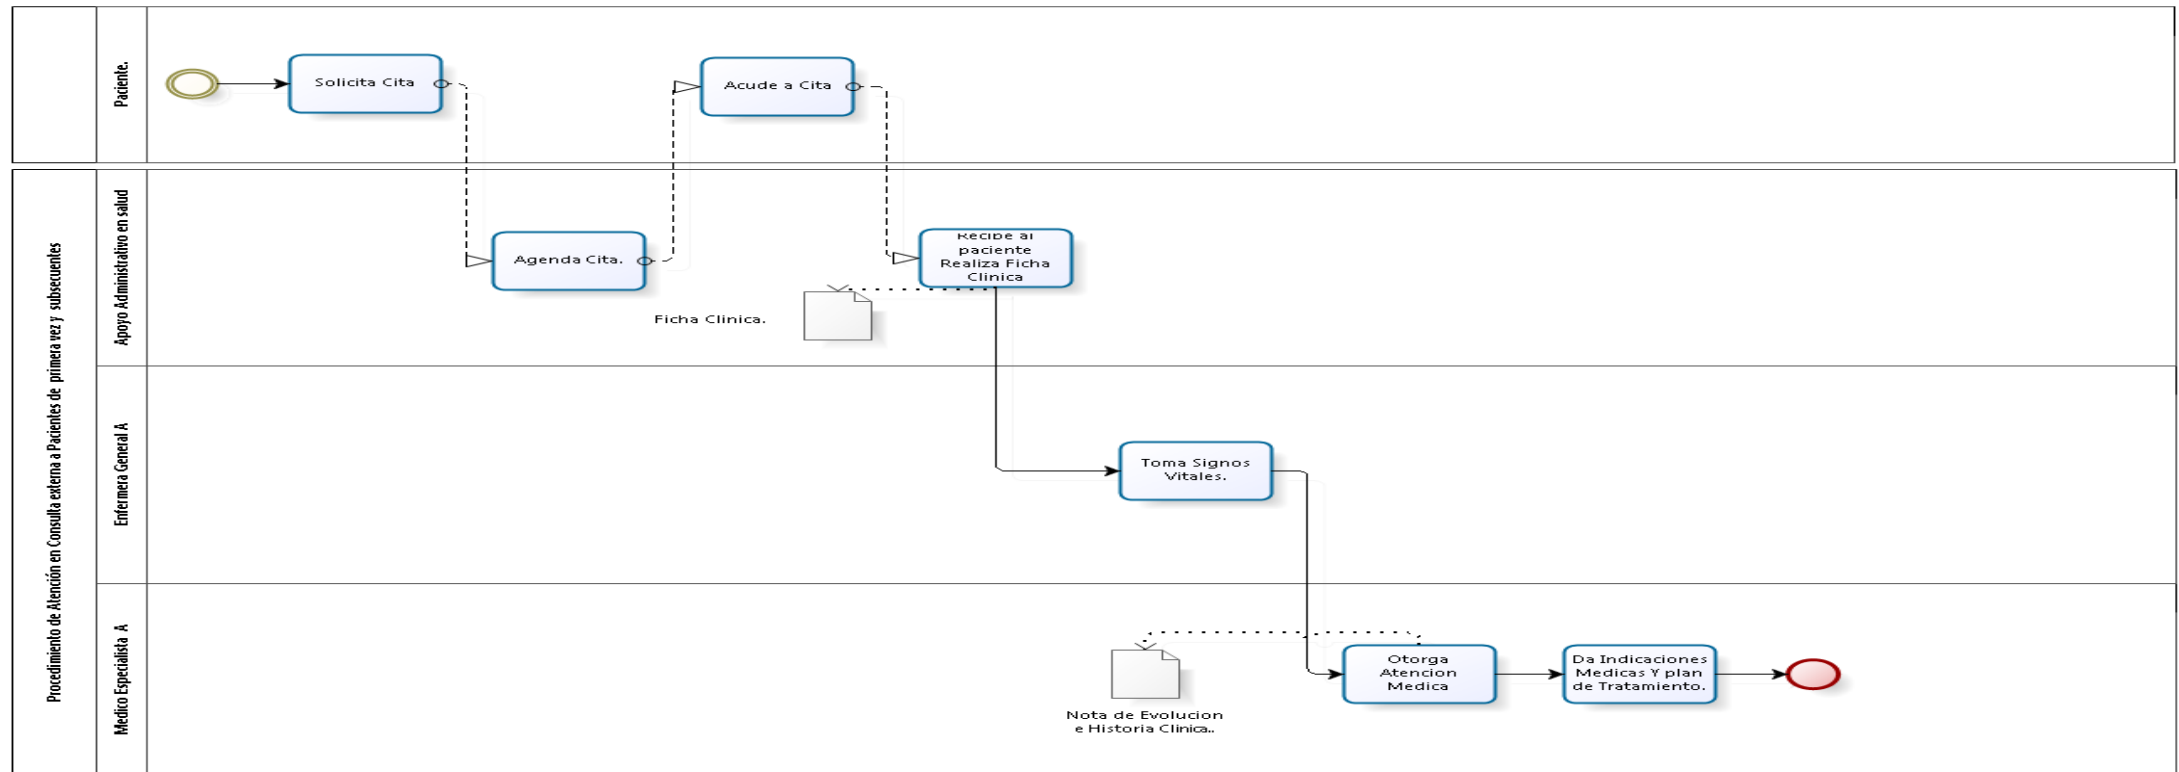 Procedimiento de Atención en Consulta externa a Pacientes de primera vez y subsecuentes
Paciente.
Solicita Cita
Acude a Cita
Apoyo Administrativo en salud
Agenda Cita.
Recibe al
paciente
Realiza Ficha
Clinica
Ficha Clinica.
Enfermera General A
Toma Signos
Vitales.
Medico Especialista A
Otorga
Atencion
Medica
Da Indicaciones
Medicas Y plan
de Tratamiento.
Nota de Evolucion
e Historia Clinica..